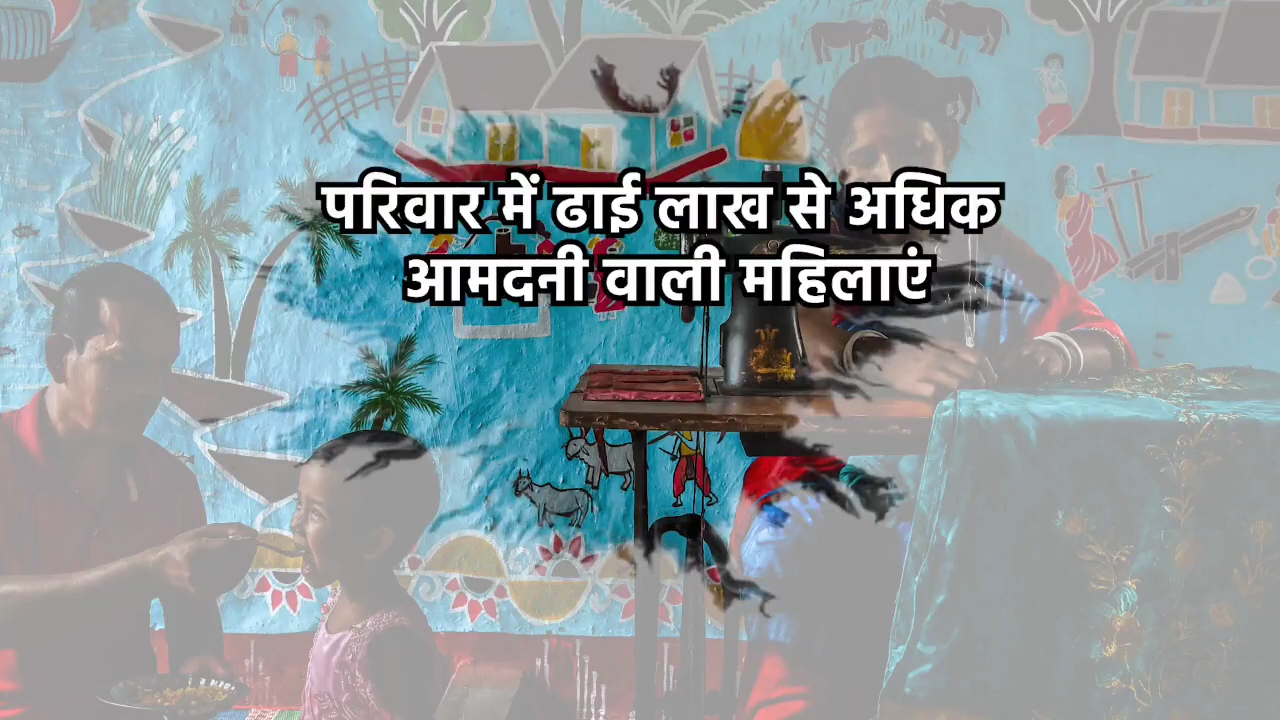 परिवार में ढाई लाख से अधिक
आमदनी वाली महिलाएं